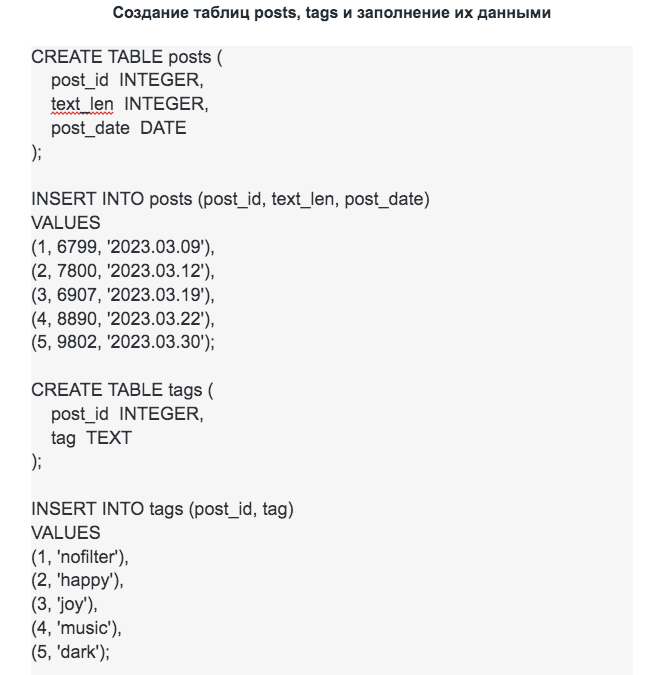 Создание таблиц posts, tags и заполнение их данными
CREATE TABLE posts (
post_id INTEGER,
text_len INTEGER,
post_date DATE
);
INSERT INTO posts (post_id, text_len, post_date)
VALUES
(1, 6799, '2023.03.09'),
(2, 7800, '2023.03.12'),
(3, 6907, '2023.03.19'),
(4, 8890, '2023.03.22'),
(5, 9802, '2023.03.30');
CREATE TABLE tags (
post_id INTEGER,
tag TEXT
);
INSERT INTO tags (post_id, tag)
VALUES
(1, 'nofilter'),
(2, 'happy'),
(3, 'joy'),
(4, 'music'),
(5, 'dark');